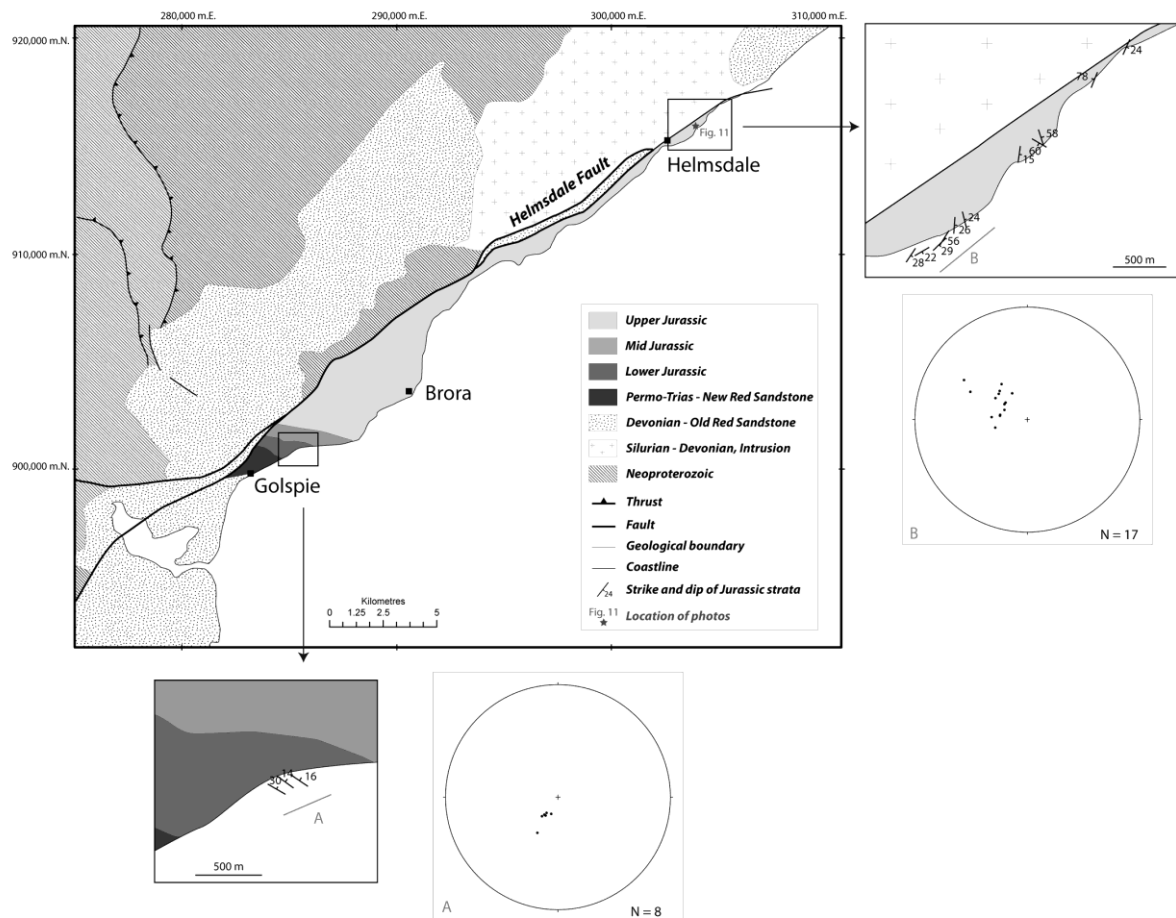 280,000 m.E.
290,000 m.E.
300,000 m.E.
310,000 m.E.
920,000 m.N.
910,000 m.N.
900,000 m.N.
Fig. 11
Helmsdale
Helmsdale Fault
Brora
Golspie
Upper Jurassic
Mid Jurassic
Lower Jurassic
Permo-Trias - New Red Sandstone
Devonian - Old Red Sandstone
Silurian - Devonian, Intrusion
Neoproterozoic
Thrust
Fault
Geological boundary
Coastline
24 Strike and dip of Jurassic strata
Fig. 11 Location of photos
Kilometres
0 1.25 2.5 5
24
78
58
60
15
24
26
56
29
22
28
B
500 m
B
N = 17
14
30
16
A
500 m
A
N = 8